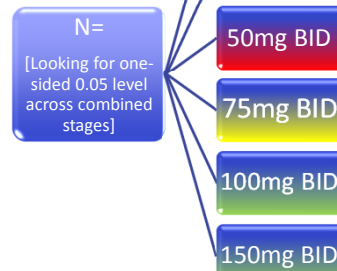 N=
[Looking for one-
sided 0.05 level
across combined
stages]
50mg BID
75mg BID
100mg BID
150mg BID